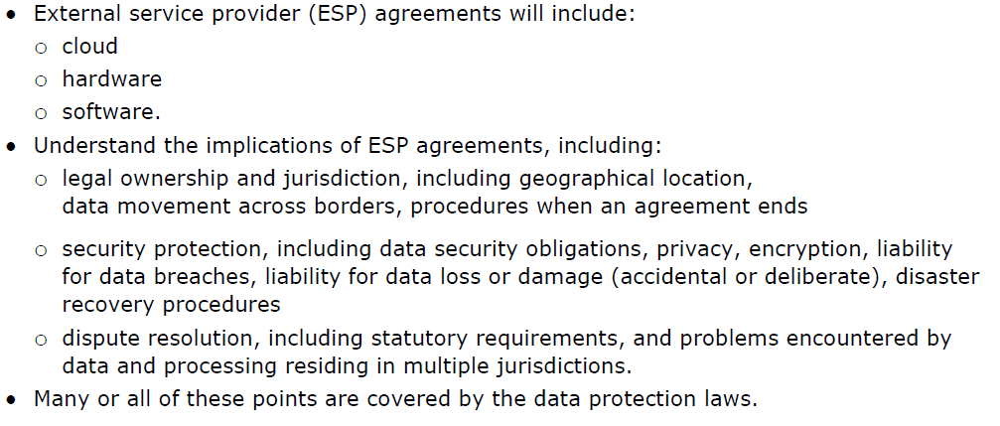 • External service provider (ESP) agreements will include:
o cloud
o hardware
o software.
• Understand the implications of ESP agreements, including:
o legal ownership and jurisdiction, including geographical location,
data movement across borders, procedures when an agreement ends
o security protection, including data security obligations, privacy, encryption, liability
for data breaches, liability for data loss or damage (accidental or deliberate), disaster
recovery procedures
o dispute resolution, including statutory requirements, and problems encountered by
data and processing residing in multiple jurisdictions.
• Many or all of these points are covered by the data protection laws.